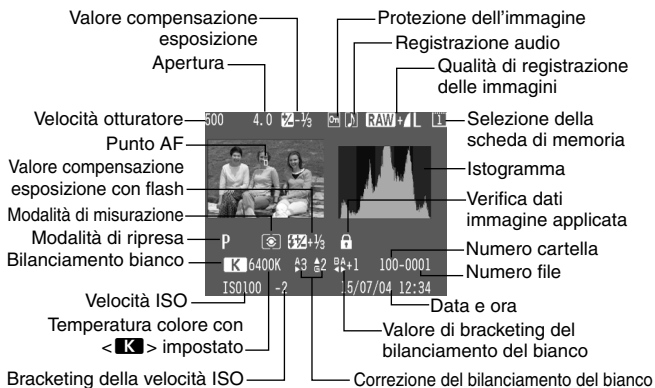 Valore compensazione
esposizione
Apertura
Velocità otturatore
Punto AF
Valore compensazione
esposizione con flash
Modalità di misurazione
Modalità di ripresa
Bilanciamento bianco
Velocità ISO
Temperatura colore con
< K > impostato
Bracketing della velocità ISO
Protezione dell'immagine
Registrazione audio
Qualità di registrazione
delle immagini
Selezione della
scheda di memoria
Istogramma
Verifica dati
immagine applicata
Numero cartella
Numero file
Data e ora
Valore di bracketing del
bilanciamento del bianco
Correzione del bilanciamento del bianco
500 4.0 -1/3 RAW+L 1
P +1/3
K 6400K A3 G2 BA+1 100-0001
ISO100 -2 15/07/04 12:34